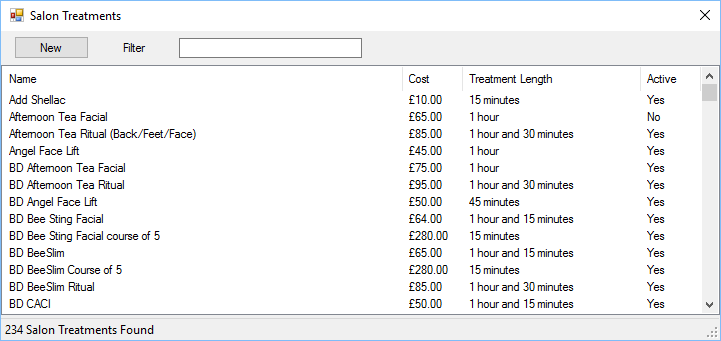 Salon Treatments
New Filter
Name Cost Treatment Length Active
Add Shellac £10.00 15 minutes Yes
Afternoon Tea Facial £65.00 1 hour No
Afternoon Tea Ritual (Back/Feet/Face) £85.00 1 hour and 30 minutes Yes
Angel Face Lift £45.00 1 hour Yes
BD Afternoon Tea Facial £75.00 1 hour Yes
BD Afternoon Tea Ritual £95.00 1 hour and 30 minutes Yes
BD Angel Face Lift £50.00 45 minutes Yes
BD Bee Sting Facial £64.00 1 hour and 15 minutes Yes
BD Bee Sting Facial course of 5 £280.00 15 minutes Yes
BD BeeSlim £65.00 1 hour and 15 minutes Yes
BD BeeSlim Course of 5 £280.00 15 minutes Yes
BD BeeSlim Ritual £85.00 1 hour and 30 minutes Yes
BD CACI £50.00 1 hour and 15 minutes Yes
234 Salon Treatments Found